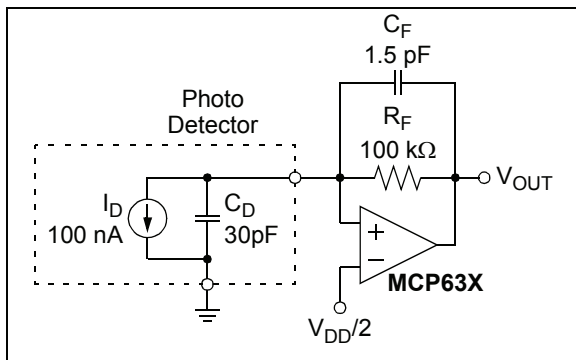 C_F
1.5 pF
Photo
Detector
R_F
100 kΩ
V_OUT
I_D
100 nA
C_D
30pF
+
−
MCP63X
V_DD/2